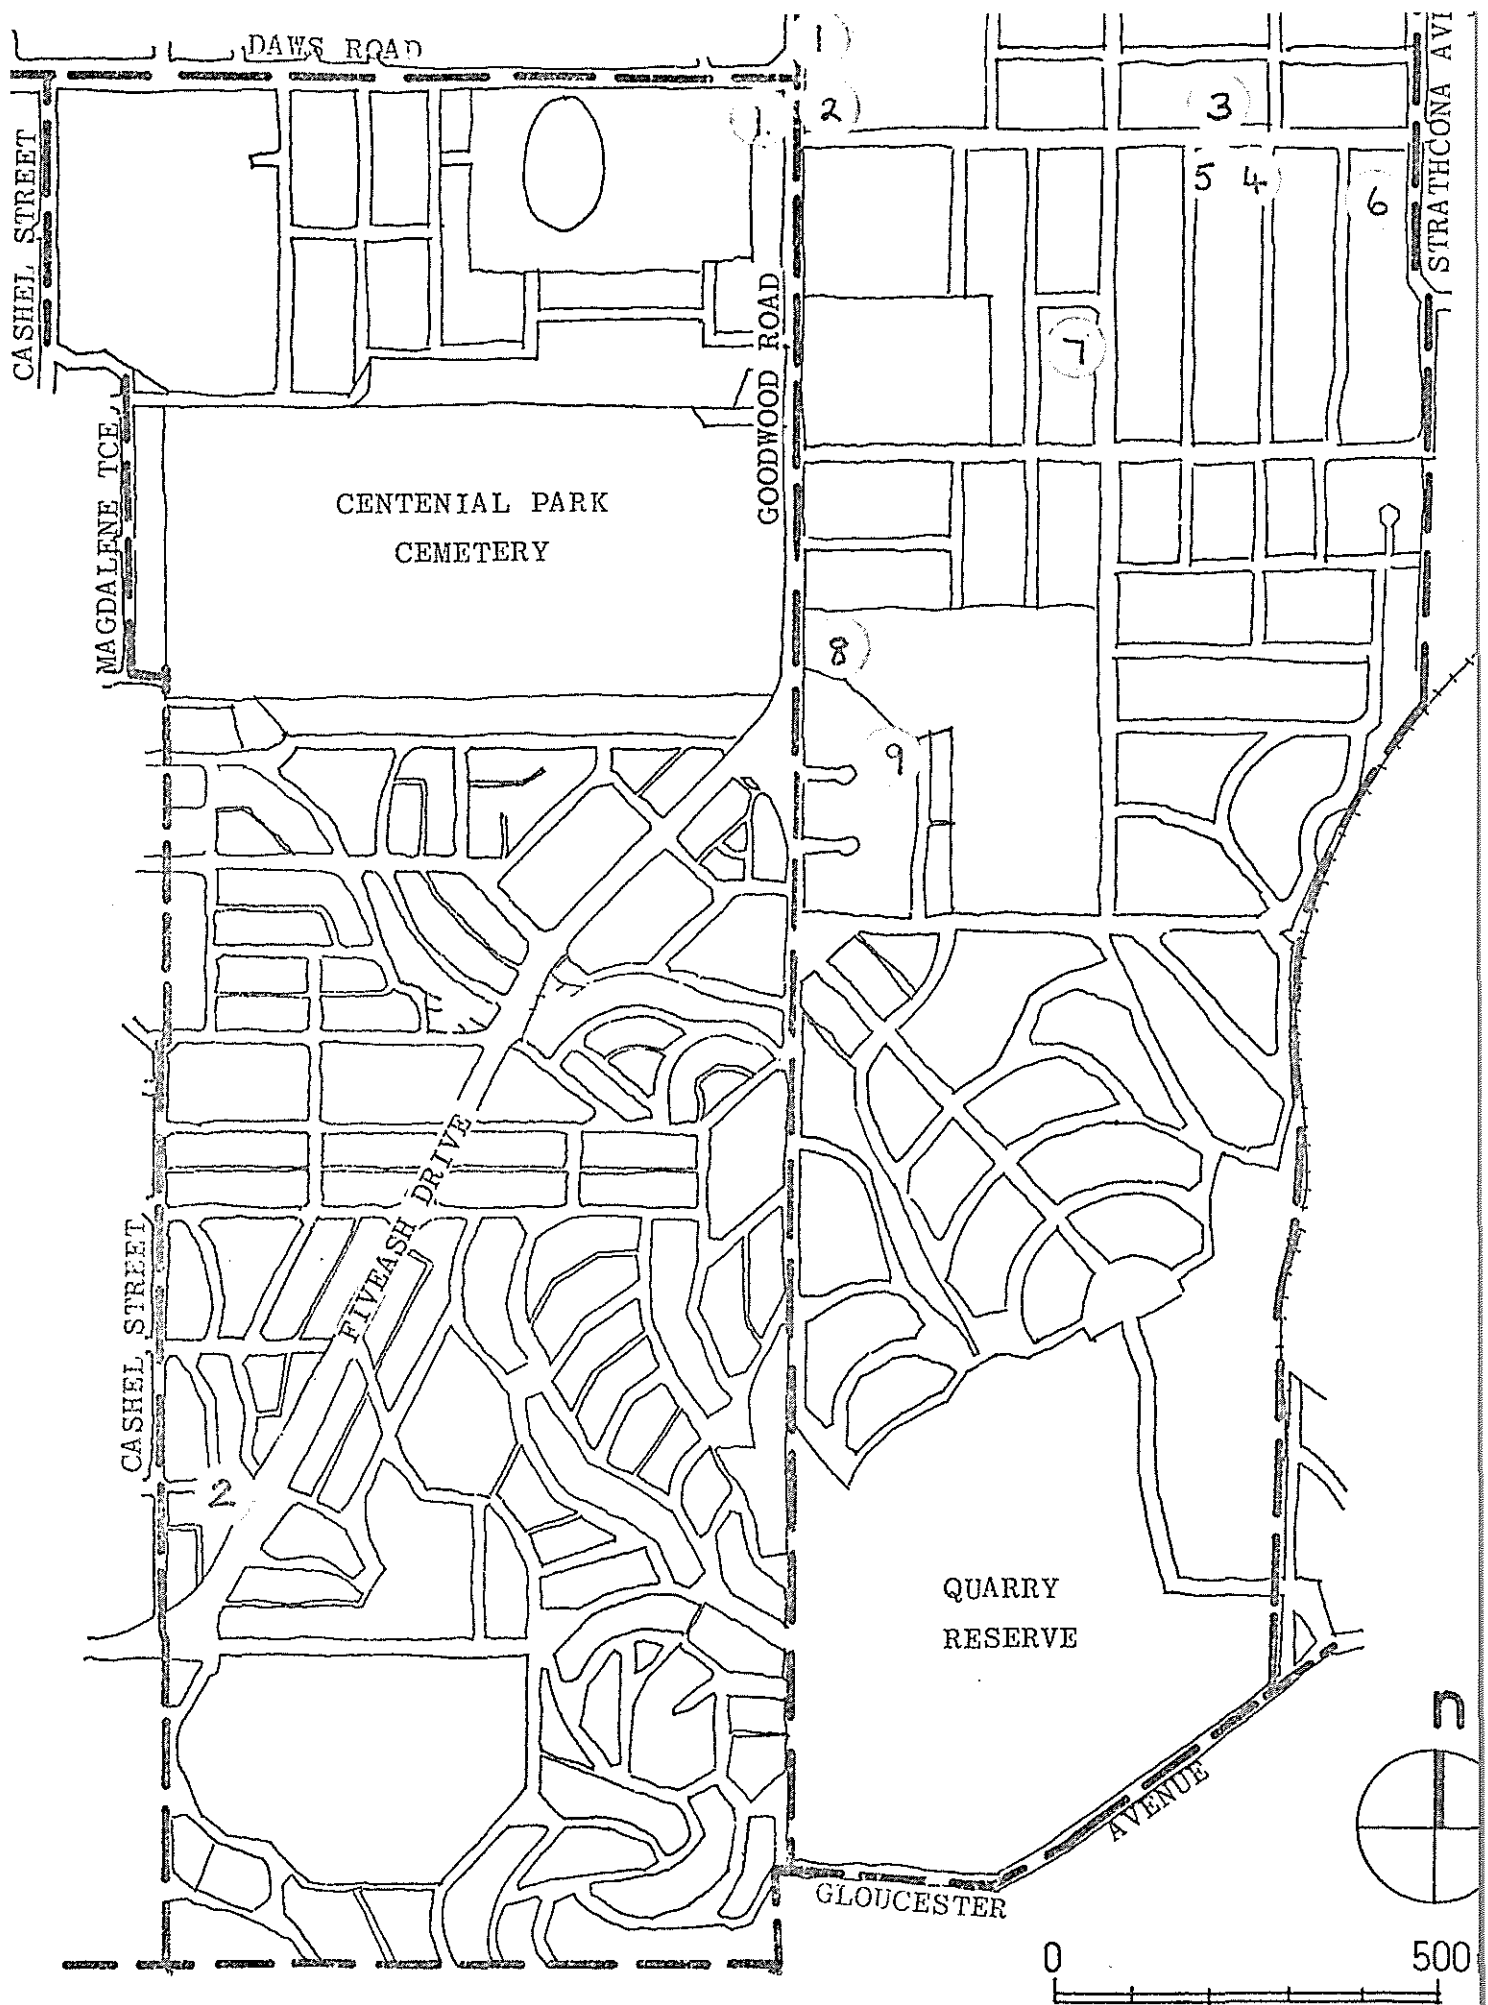 DAWS ROAD
1
STRATHCONA AVE
1.
2
3
CASHEL STREET
5
4
6
GOODWOOD ROAD
7
MAGDALENE TCE
CENTENIAL PARK
CEMETERY
8
9
FIVEASH DRIVE
CASHEL STREET
2
QUARRY
RESERVE
n
AVENUE
GLOUCESTER
0
500